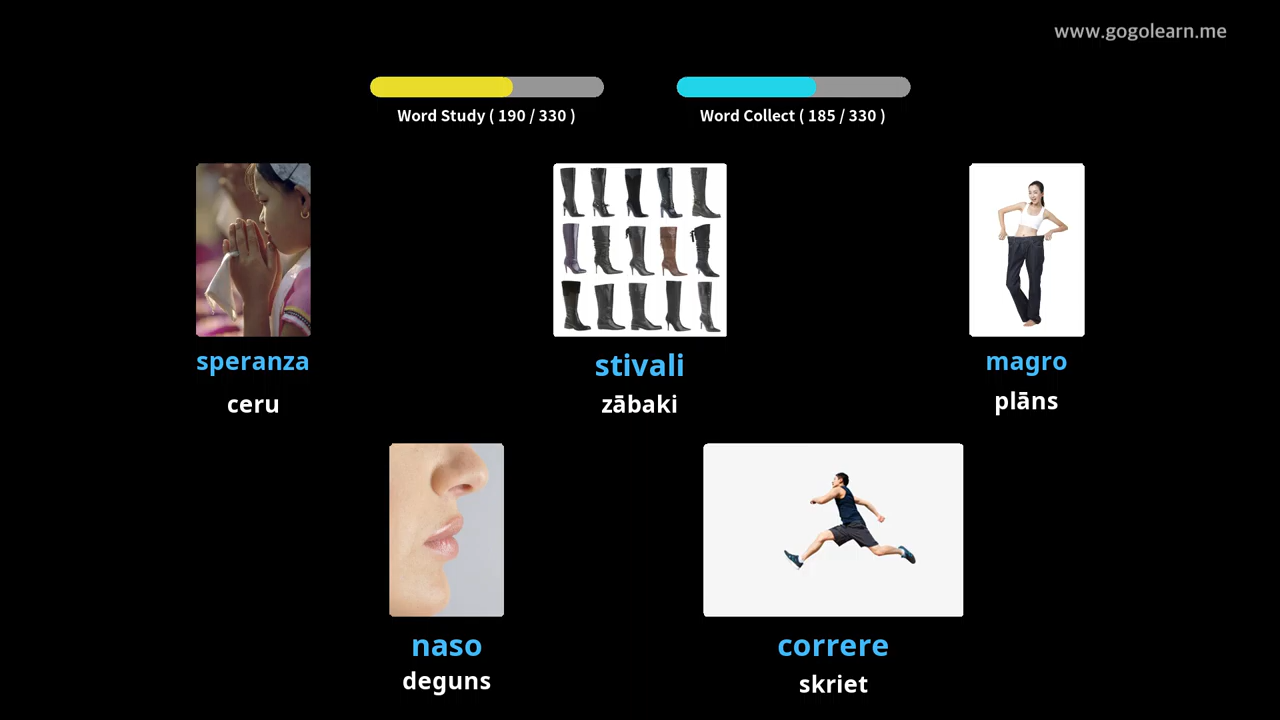 www.gogolearn.me
Word Study ( 190 / 330 )
Word Collect ( 185 / 330 )
speranza
ceru
stivali
zābaki
magro
plāns
naso
deguns
correre
skriet